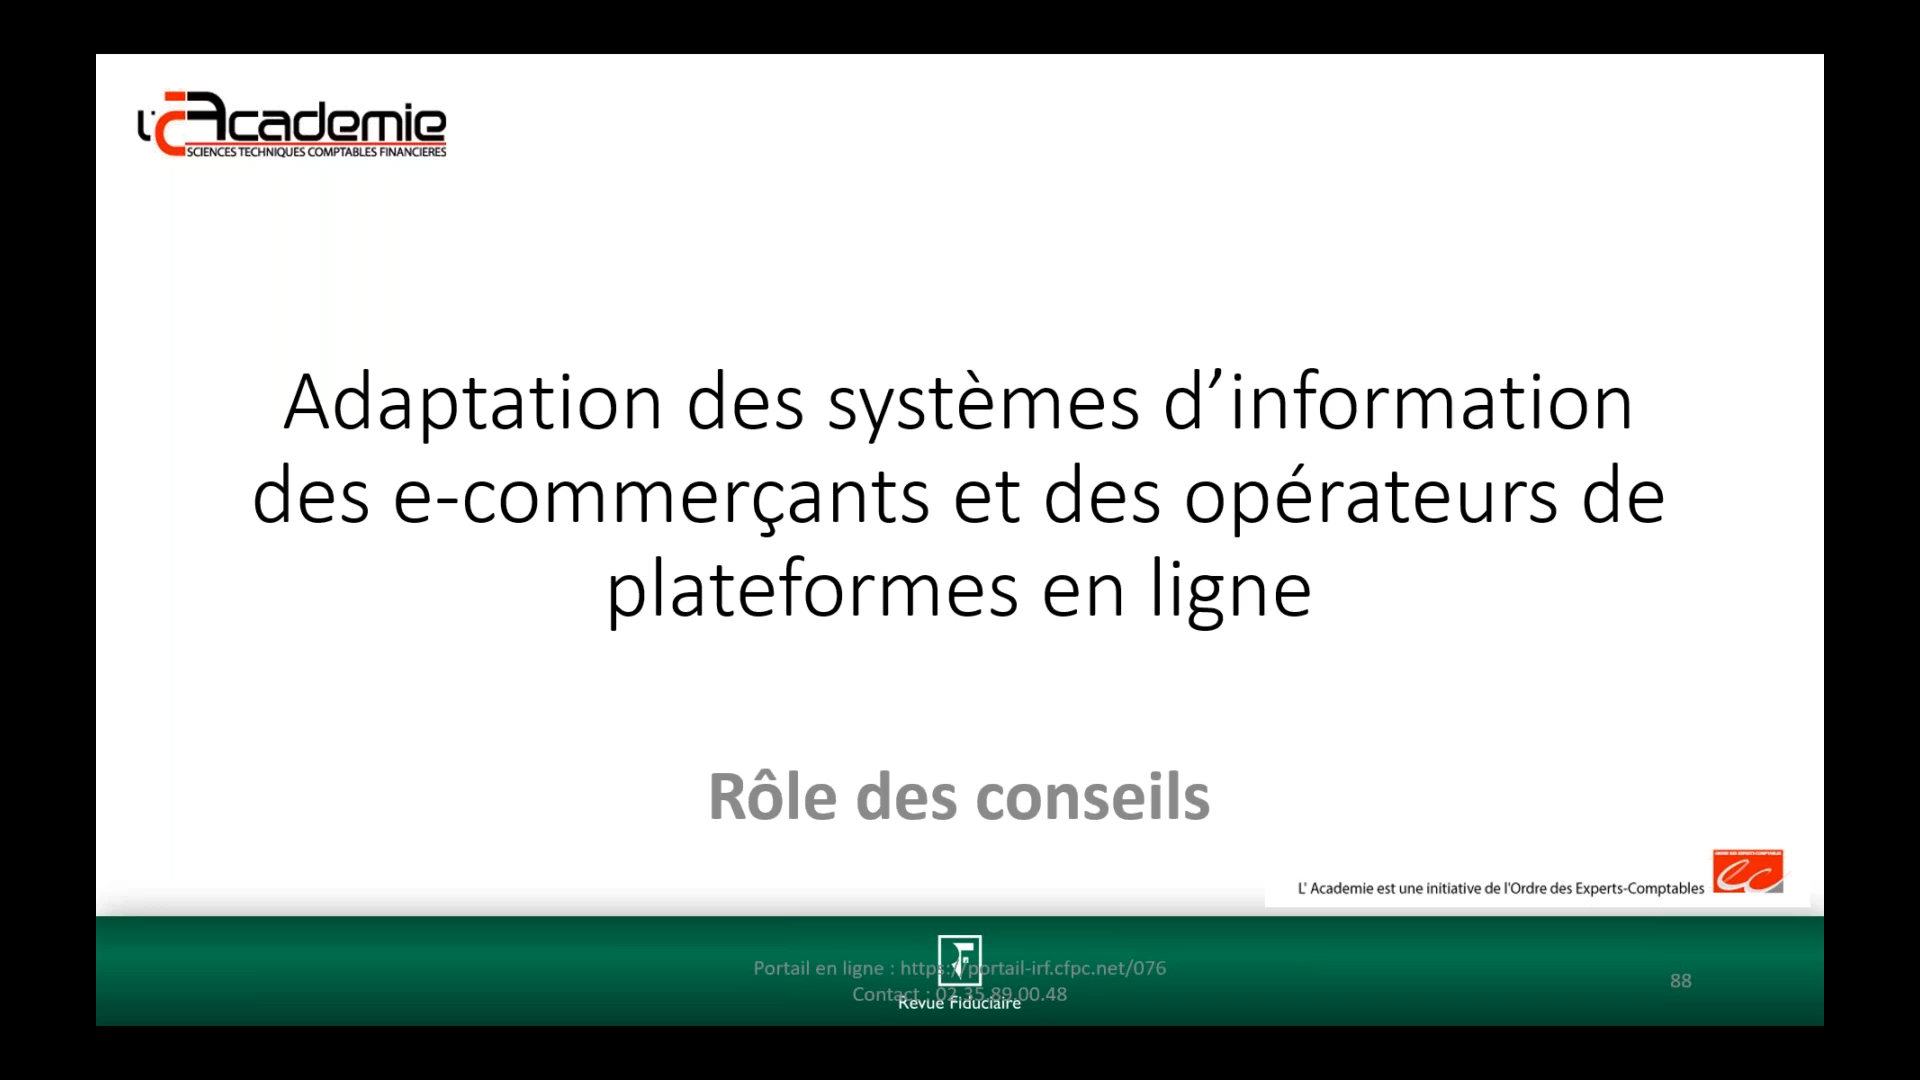 L'Academie
SCIENCES TECHNIQUES COMPTABLES FINANCIERES
Adaptation des systèmes d’information
des e-commerçants et des opérateurs de
plateformes en ligne
Rôle des conseils
L' Academie est une initiative de l'Ordre des Experts-Comptables
ec
Portail en ligne : https://portail-irf.cfpc.net/076
Contact : 02.35.89.00.48
Revue Fiduciaire
88